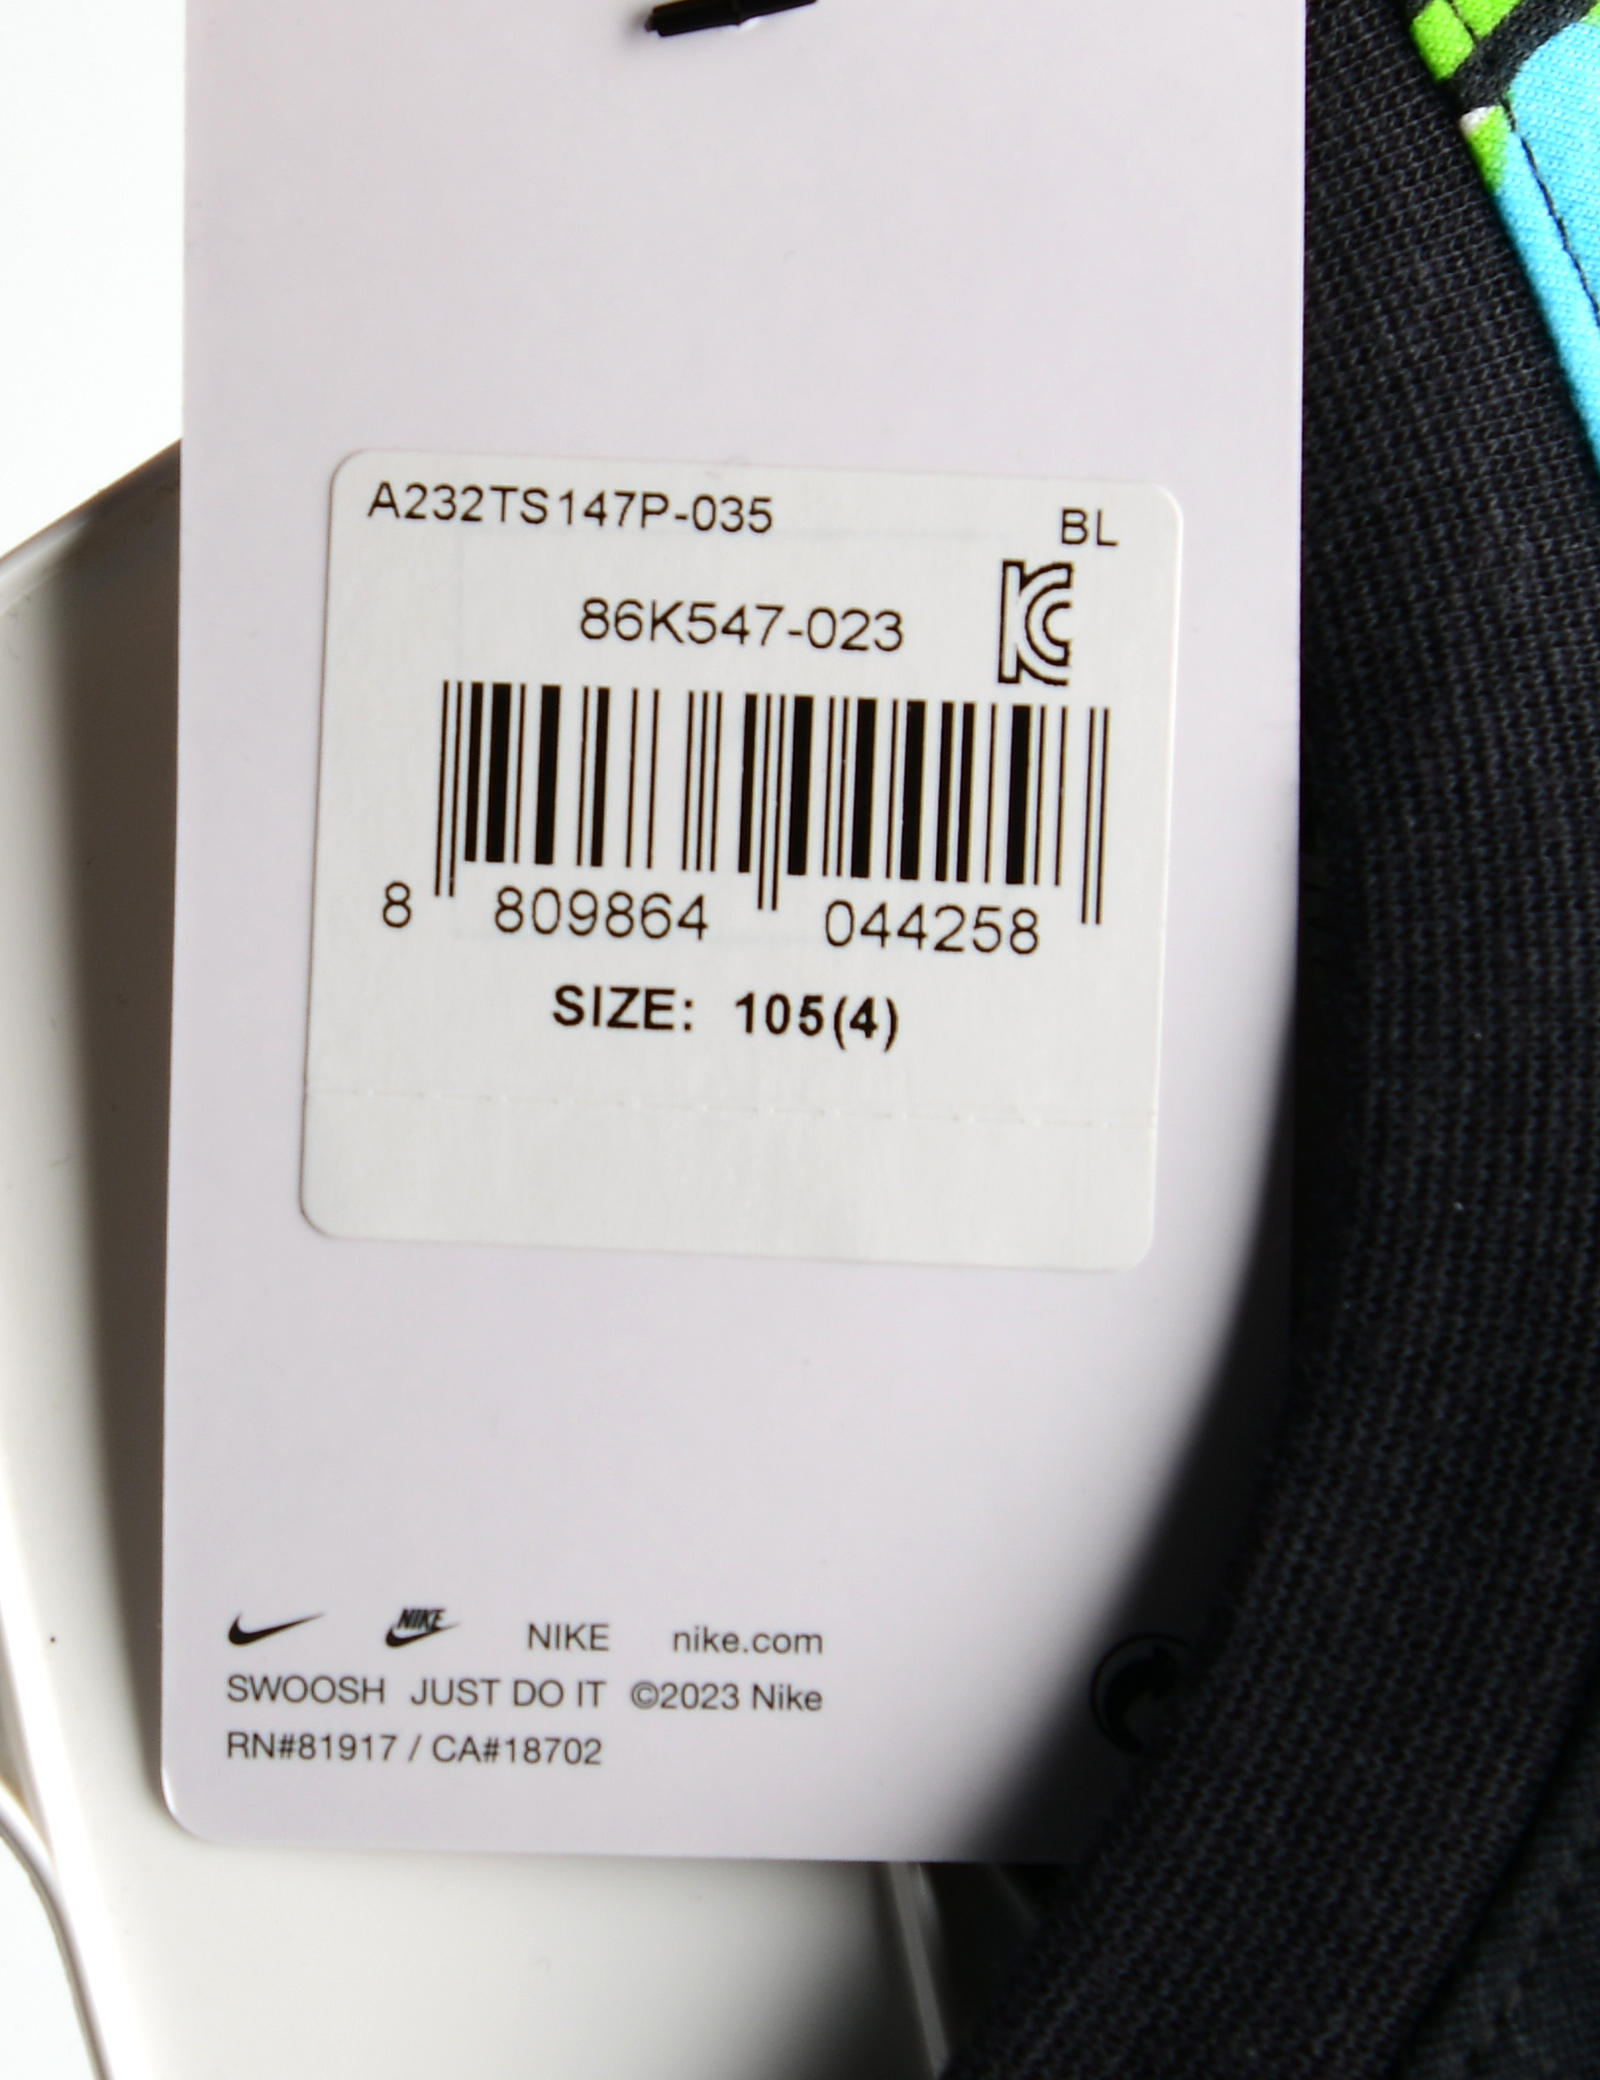 A232TS147P-035 BL
86K547-023
8 809864 044258
SIZE: 105(4)
NIKE NIKE nike.com
SWOOSH JUST DO IT ©2023 Nike
RN#81917 / CA#18702